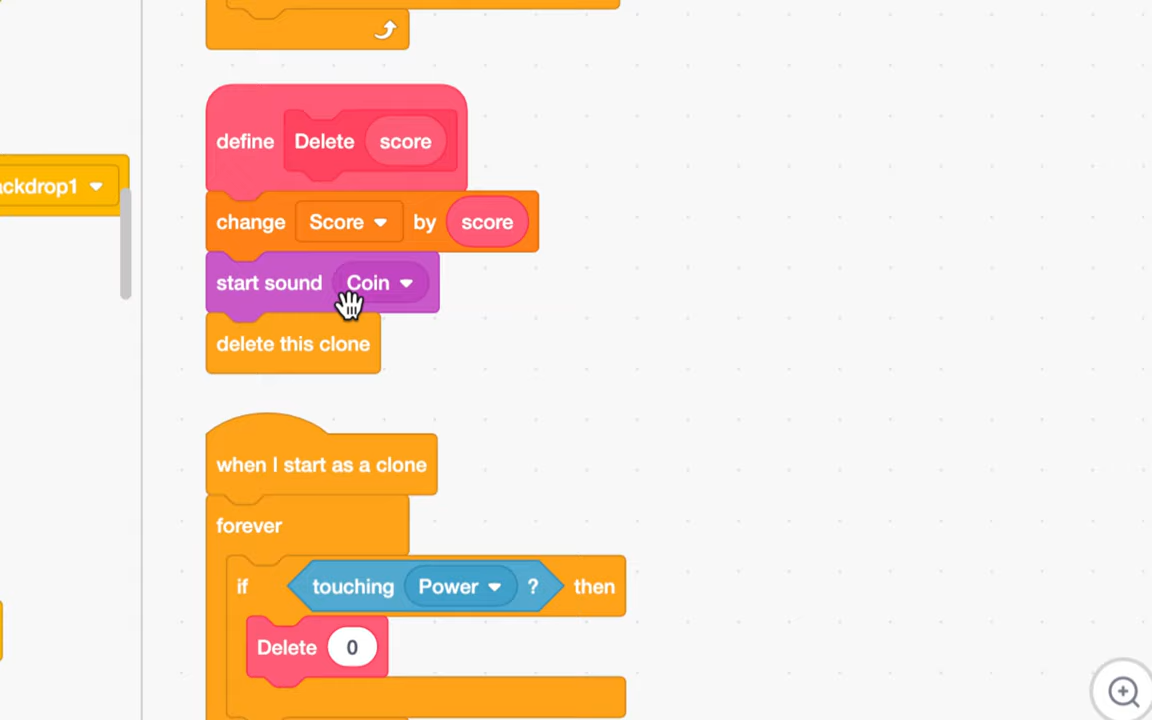 define Delete score
ackdrop1
change Score by score
start sound Coin
delete this clone
when I start as a clone
forever
if touching Power ? then
Delete 0